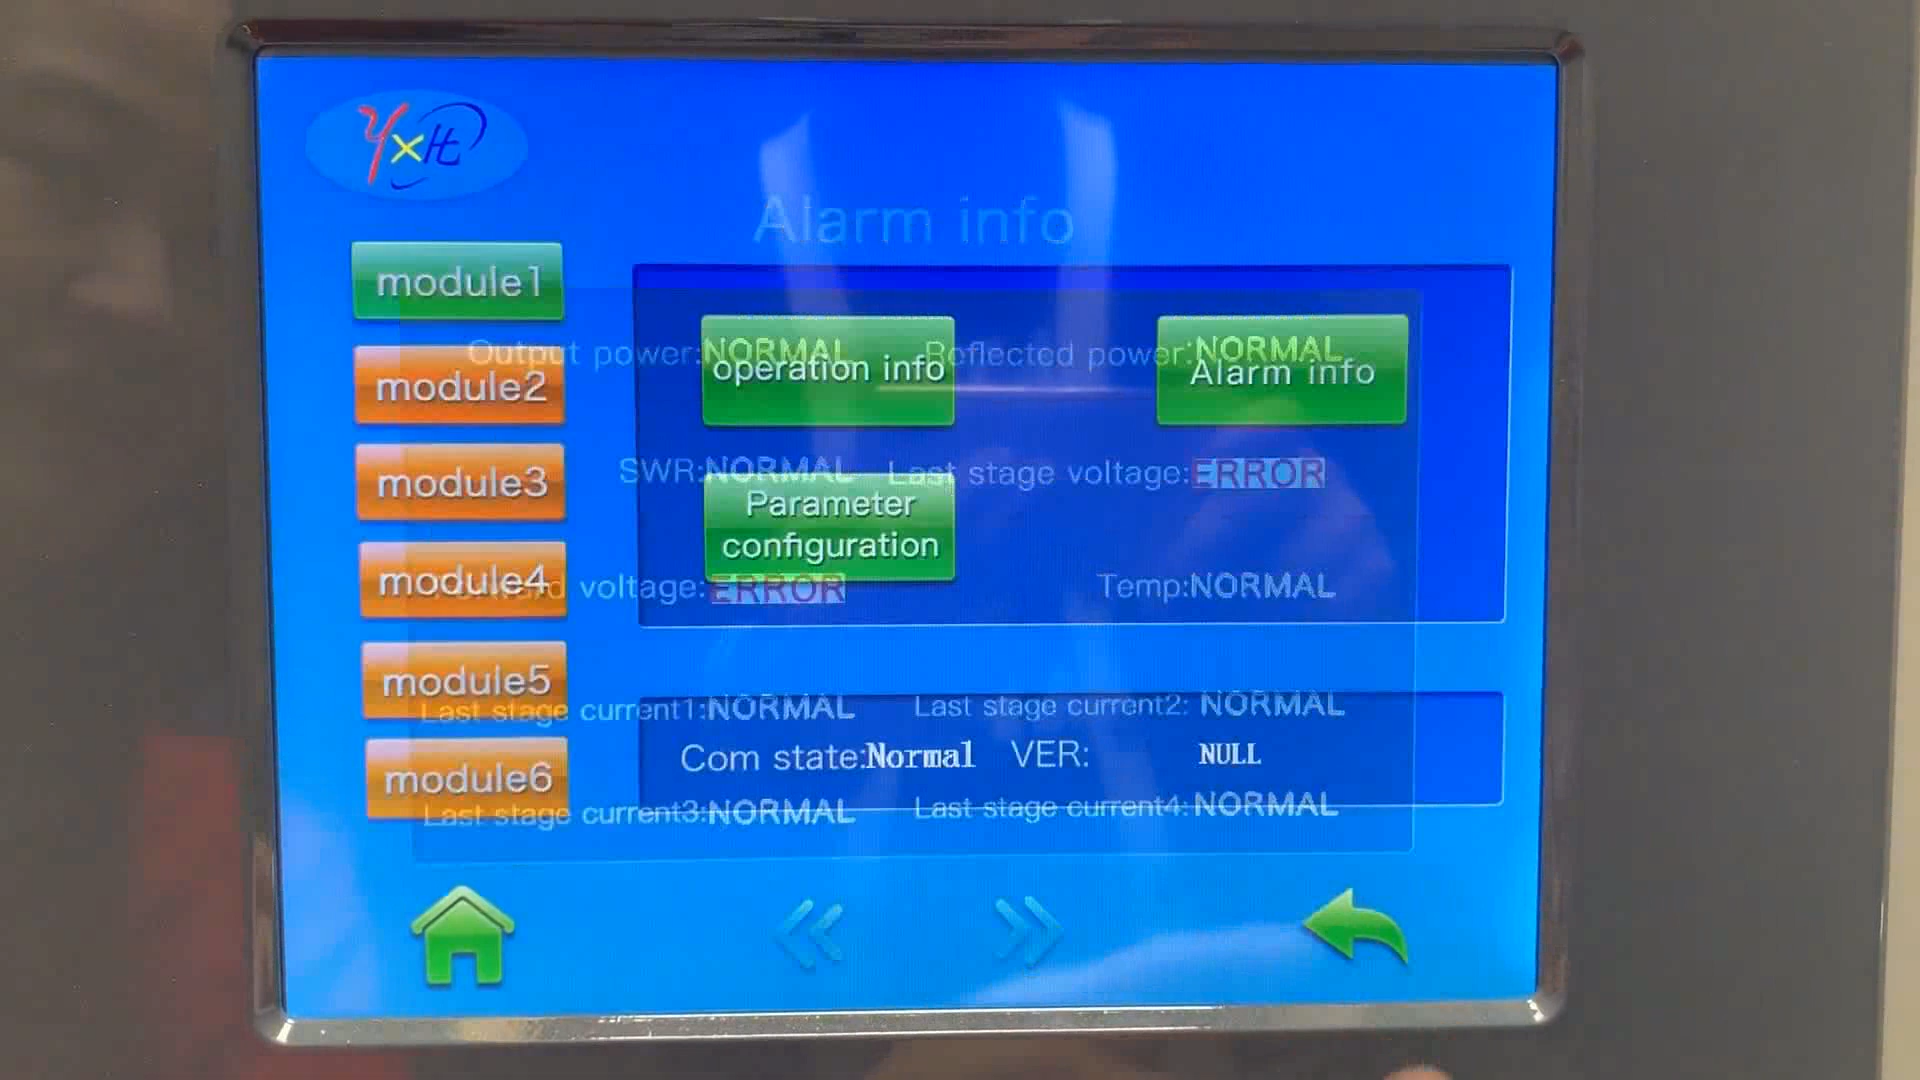 YxHt
Alarm info
module1
Output power:NORMAL
Reflected power:NORMAL
operation info
Alarm info
module2
SWR:NORMAL
Last stage voltage:ERROR
module3
Parameter
configuration
module4
voltage:ERROR
Temp:NORMAL
module5
Last stage current1:NORMAL
Last stage current2: NORMAL
Com state:Normal
VER:
NULL
module6
Last stage current3:NORMAL
Last stage current4:NORMAL